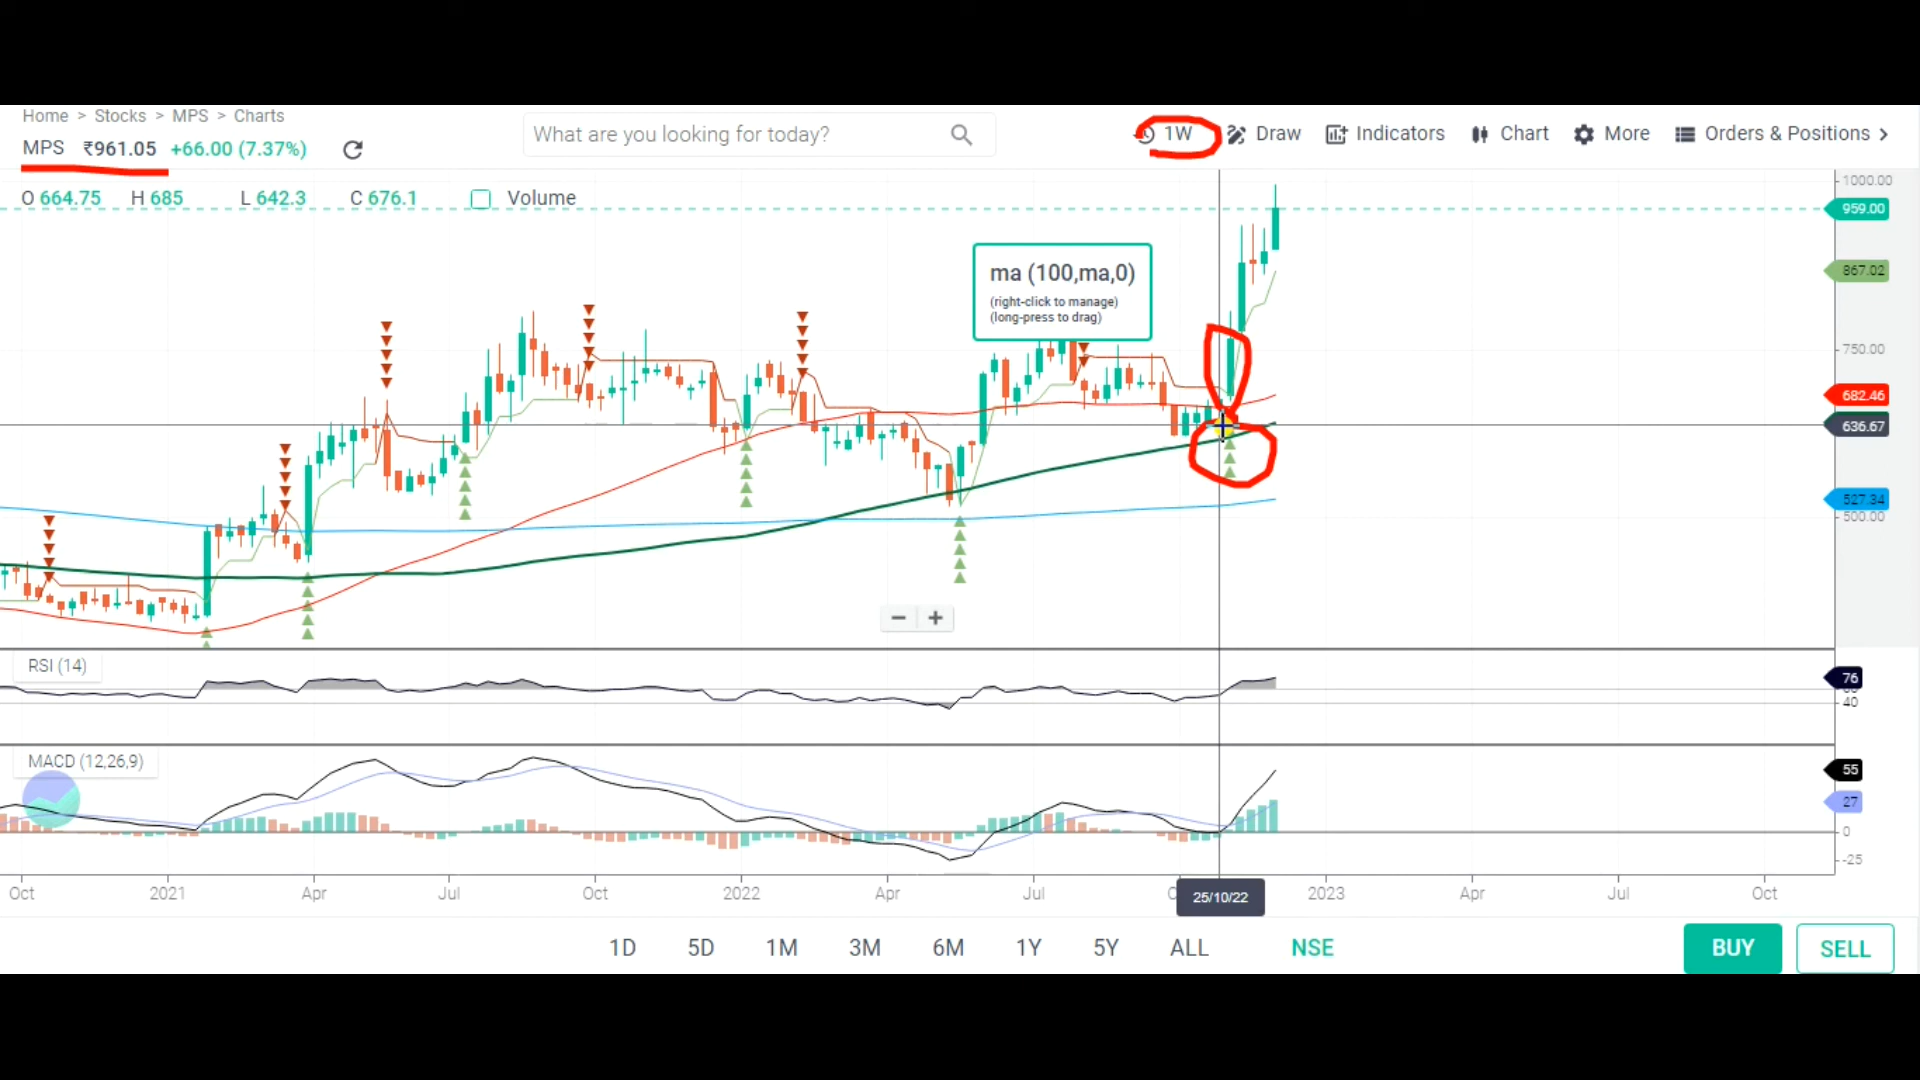 Home > Stocks > MPS > Charts
MPS ₹961.05 +66.00 (7.37%)
What are you looking for today?
1W Draw Indicators Chart More Orders & Positions >
O 664.75 H 685 L 642.3 C 676.1 Volume
1000.00
959.00
867.02
ma (100,ma,0)
(right-click to manage)
(long-press to drag)
750.00
682.46
636.67
527.34
500.00
− +
RSI (14)
76
40
MACD (12,26,9)
55
27
0
-25
Oct 2021 Apr Jul Oct 2022 Apr Jul 25/10/22 2023 Apr Jul Oct
1D 5D 1M 3M 6M 1Y 5Y ALL NSE
BUY SELL